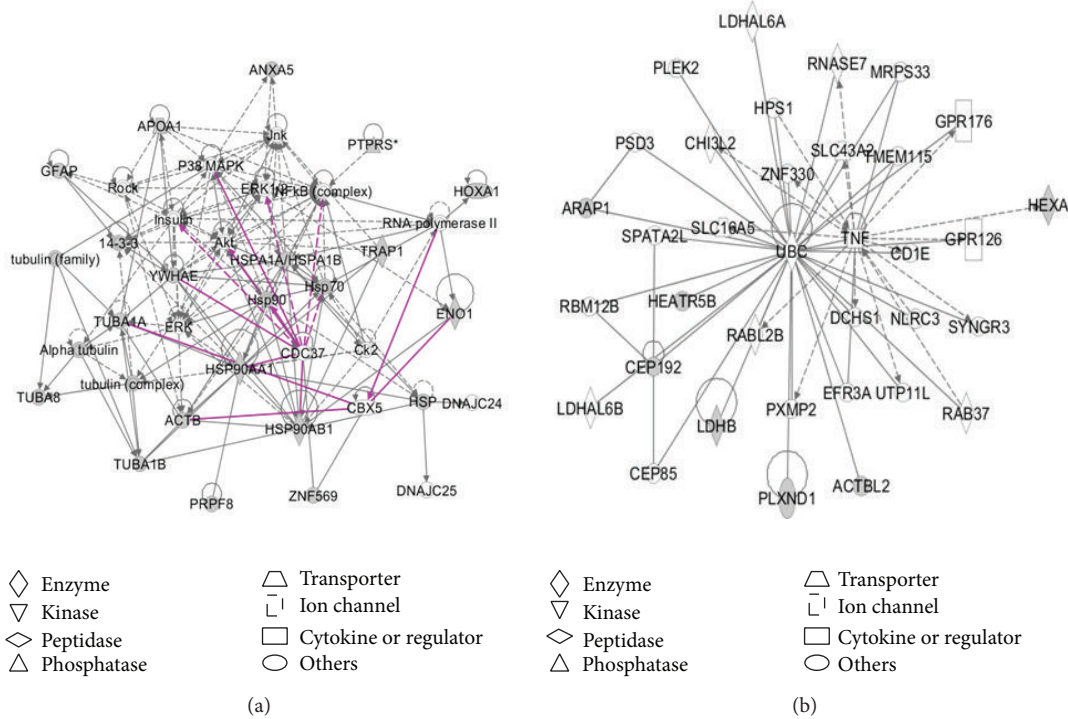 ANXA5
APOA1
Jnk
PTPRS*
GFAP
P38 MAPK
Rock
ERK1/2
NFkB (complex)
HOXA1
Insulin
RNA polymerase II
14-3-3
Akt
TRAP1
tubulin (family)
HSPA1A/HSPA1B
YWHAE
Hsp70
Hsp90
ENO1
TUBA4A
ERK
Alpha tubulin
CDC37
Ck2
HSP90AA1
tubulin (complex)
TUBA8
CBX5
HSP
DNAJC24
ACTB
HSP90AB1
TUBA1B
DNAJC25
PRPF8
ZNF569
LDHAL6A
PLEK2
RNASE7
MRPS33
HPS1
GPR176
PSD3
CHI3L2
SLC43A2
TMEM115
ZNF330
ARAP1
HEXA
SPATA2L
SLC16A5
TNF
GPR126
UBC
CD1E
RBM12B
HEATR5B
DCHS1
NLRC3
SYNGR3
RABL2B
CEP192
EFR3A
UTP11L
LDHAL6B
PXMP2
RAB37
LDHB
CEP85
PLXND1
ACTBL2
Enzyme
Kinase
Peptidase
Phosphatase
Transporter
Ion channel
Cytokine or regulator
Others
(a)
Enzyme
Kinase
Peptidase
Phosphatase
Transporter
Ion channel
Cytokine or regulator
Others
(b)